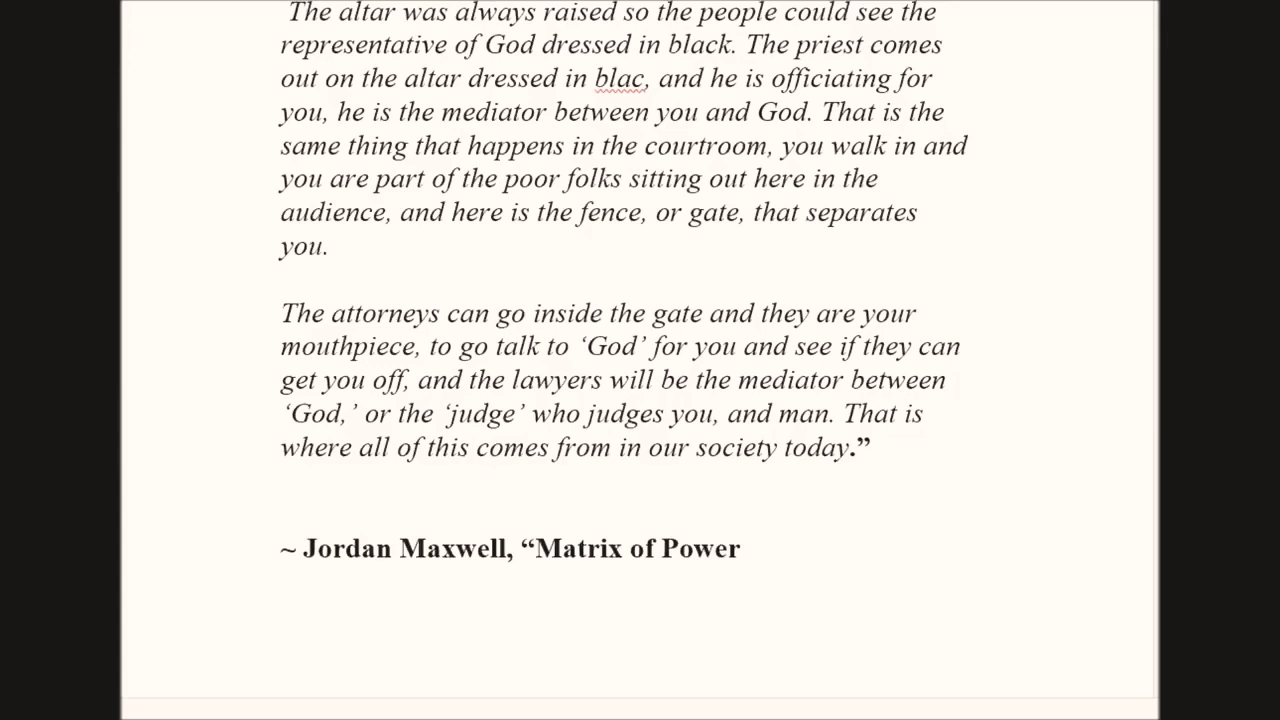 The altar was always raised so the people could see the
representative of God dressed in black. The priest comes
out on the altar dressed in blac, and he is officiating for
you, he is the mediator between you and God. That is the
same thing that happens in the courtroom, you walk in and
you are part of the poor folks sitting out here in the
audience, and here is the fence, or gate, that separates
you.
The attorneys can go inside the gate and they are your
mouthpiece, to go talk to ‘God’ for you and see if they can
get you off, and the lawyers will be the mediator between
‘God,’ or the ‘judge’ who judges you, and man. That is
where all of this comes from in our society today.”
~ Jordan Maxwell, “Matrix of Power